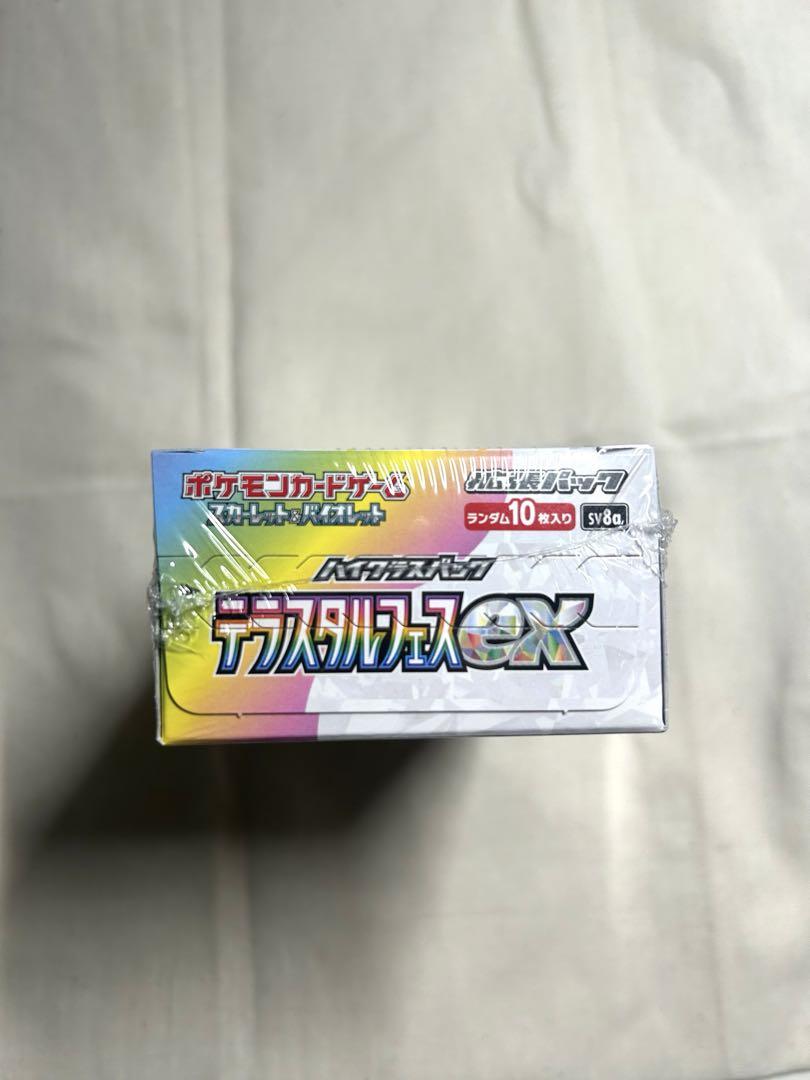 ポケモンカードゲーム
スカーレット&バイオレット
拡張パック
ランダム10枚入り
SV8a
ハイクラスパック
テラスタルフェスex